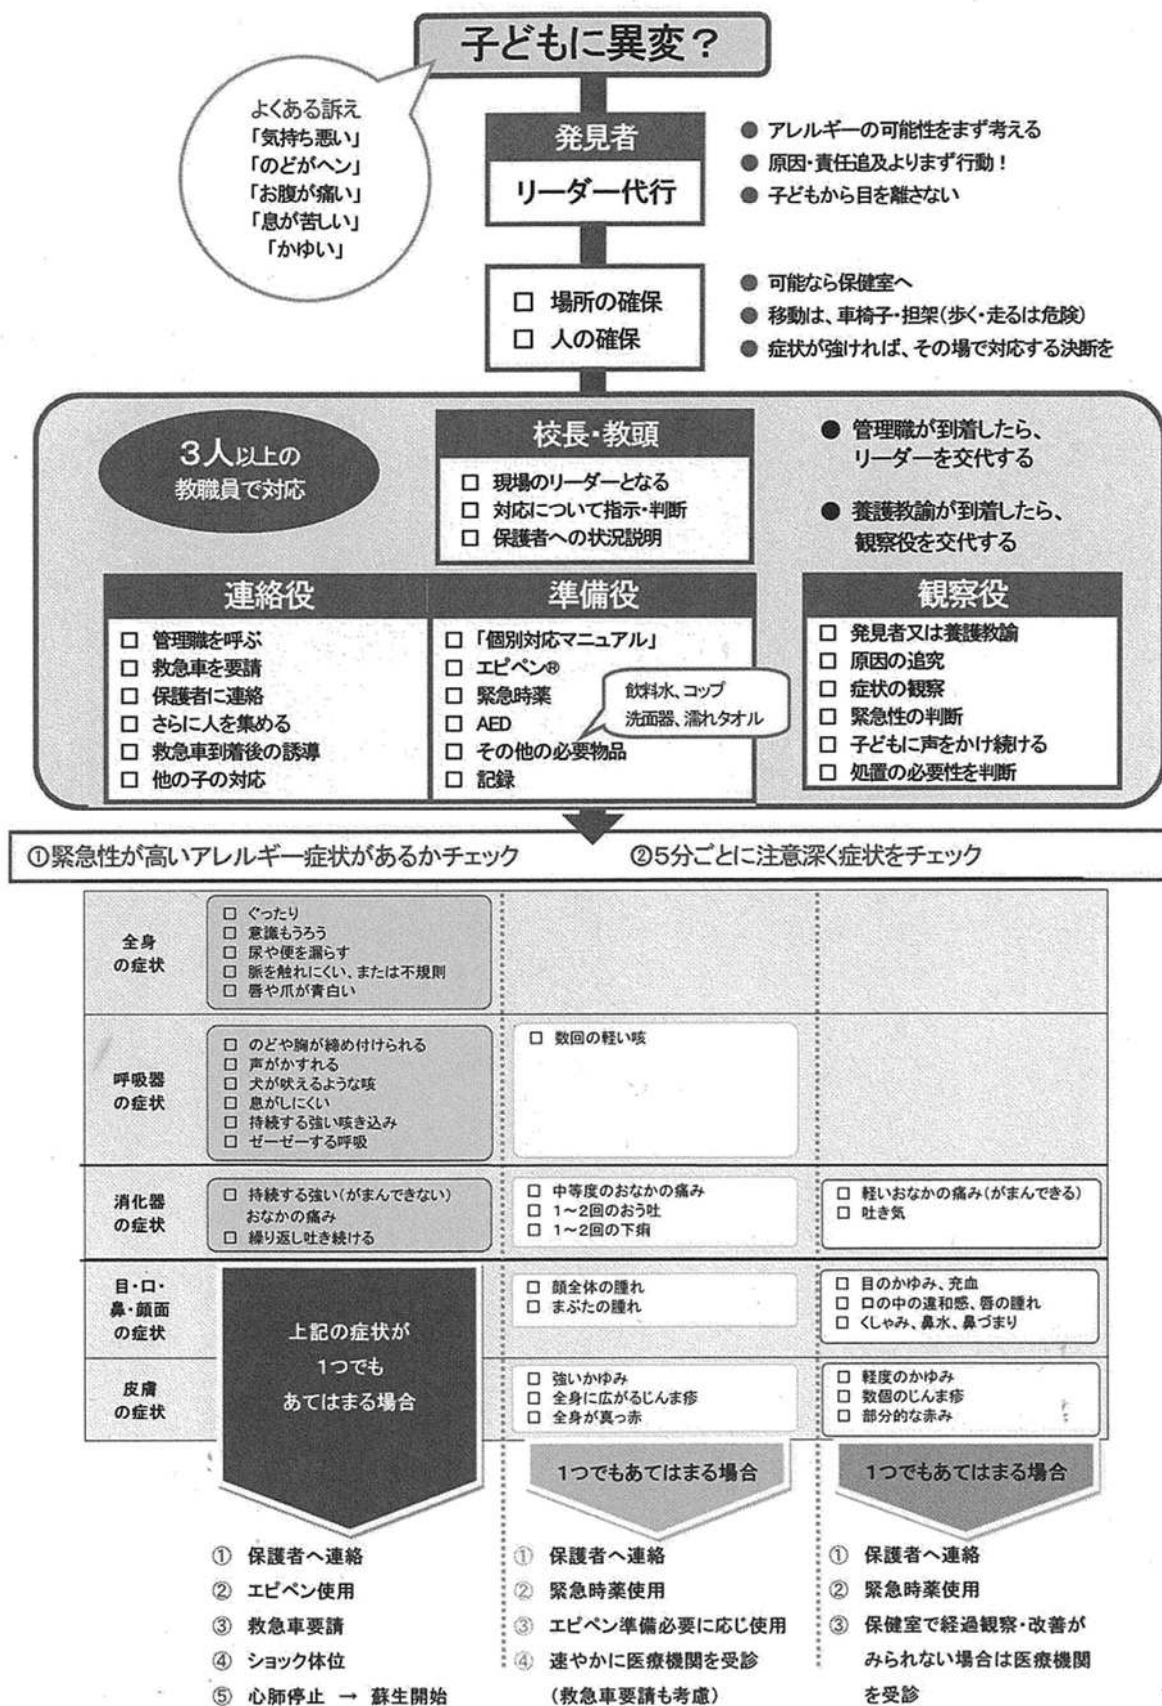 子どもに異変？
よくある訴え
「気持ち悪い」
「のどがヘン」
「お腹が痛い」
「息が苦しい」
「かゆい」
発見者
リーダー代行
● アレルギーの可能性をまず考える
● 原因・責任追及よりまず行動！
● 子どもから目を離さない
□ 場所の確保
□ 人の確保
● 可能なら保健室へ
● 移動は、車椅子・担架（歩く・走るは危険）
● 症状が強ければ、その場で対応する決断を
3人以上の
教職員で対応
校長・教頭
□ 現場のリーダーとなる
□ 対応について指示・判断
□ 保護者への状況説明
● 管理職が到着したら、
リーダーを交代する
● 養護教諭が到着したら、
観察役を交代する
連絡役
□ 管理職を呼ぶ
□ 救急車を要請
□ 保護者に連絡
□ さらに人を集める
□ 救急車到着後の誘導
□ 他の子の対応
準備役
□ 「個別対応マニュアル」
□ エピペン®
□ 緊急時薬
□ AED
□ その他の必要物品
□ 記録
飲料水、コップ
洗面器、濡れタオル
観察役
□ 発見者又は養護教諭
□ 原因の追究
□ 症状の観察
□ 緊急性の判断
□ 子どもに声をかけ続ける
□ 処置の必要性を判断
①緊急性が高いアレルギー症状があるかチェック
②5分ごとに注意深く症状をチェック
全身
の症状
□ ぐったり
□ 意識もうろう
□ 尿や便を漏らす
□ 脈を触れにくい、または不規則
□ 唇や爪が青白い
呼吸器
の症状
□ のどや胸が締め付けられる
□ 声がかすれる
□ 犬が吠えるような咳
□ 息がしにくい
□ 持続する強い咳き込み
□ ゼーゼーする呼吸
□ 数回の軽い咳
消化器
の症状
□ 持続する強い（がまんできない）
おなかの痛み
□ 繰り返し吐き続ける
□ 中等度のおなかの痛み
□ 1～2回のおう吐
□ 1～2回の下痢
□ 軽いおなかの痛み（がまんできる）
□ 吐き気
目・口・
鼻・顔面
の症状
□ 顔全体の腫れ
□ まぶたの腫れ
□ 目のかゆみ、充血
□ 口の中の違和感、唇の腫れ
□ くしゃみ、鼻水、鼻づまり
皮膚
の症状
□ 強いかゆみ
□ 全身に広がるじんま疹
□ 全身が真っ赤
□ 軽度のかゆみ
□ 数個のじんま疹
□ 部分的な赤み
上記の症状が
1つでも
あてはまる場合
1つでもあてはまる場合
1つでもあてはまる場合
① 保護者へ連絡
② エピペン使用
③ 救急車要請
④ ショック体位
⑤ 心肺停止 → 蘇生開始
① 保護者へ連絡
② 緊急時薬使用
③ エピペン準備必要に応じ使用
④ 速やかに医療機関を受診
（救急車要請も考慮）
① 保護者へ連絡
② 緊急時薬使用
③ 保健室で経過観察・改善が
みられない場合は医療機関
を受診